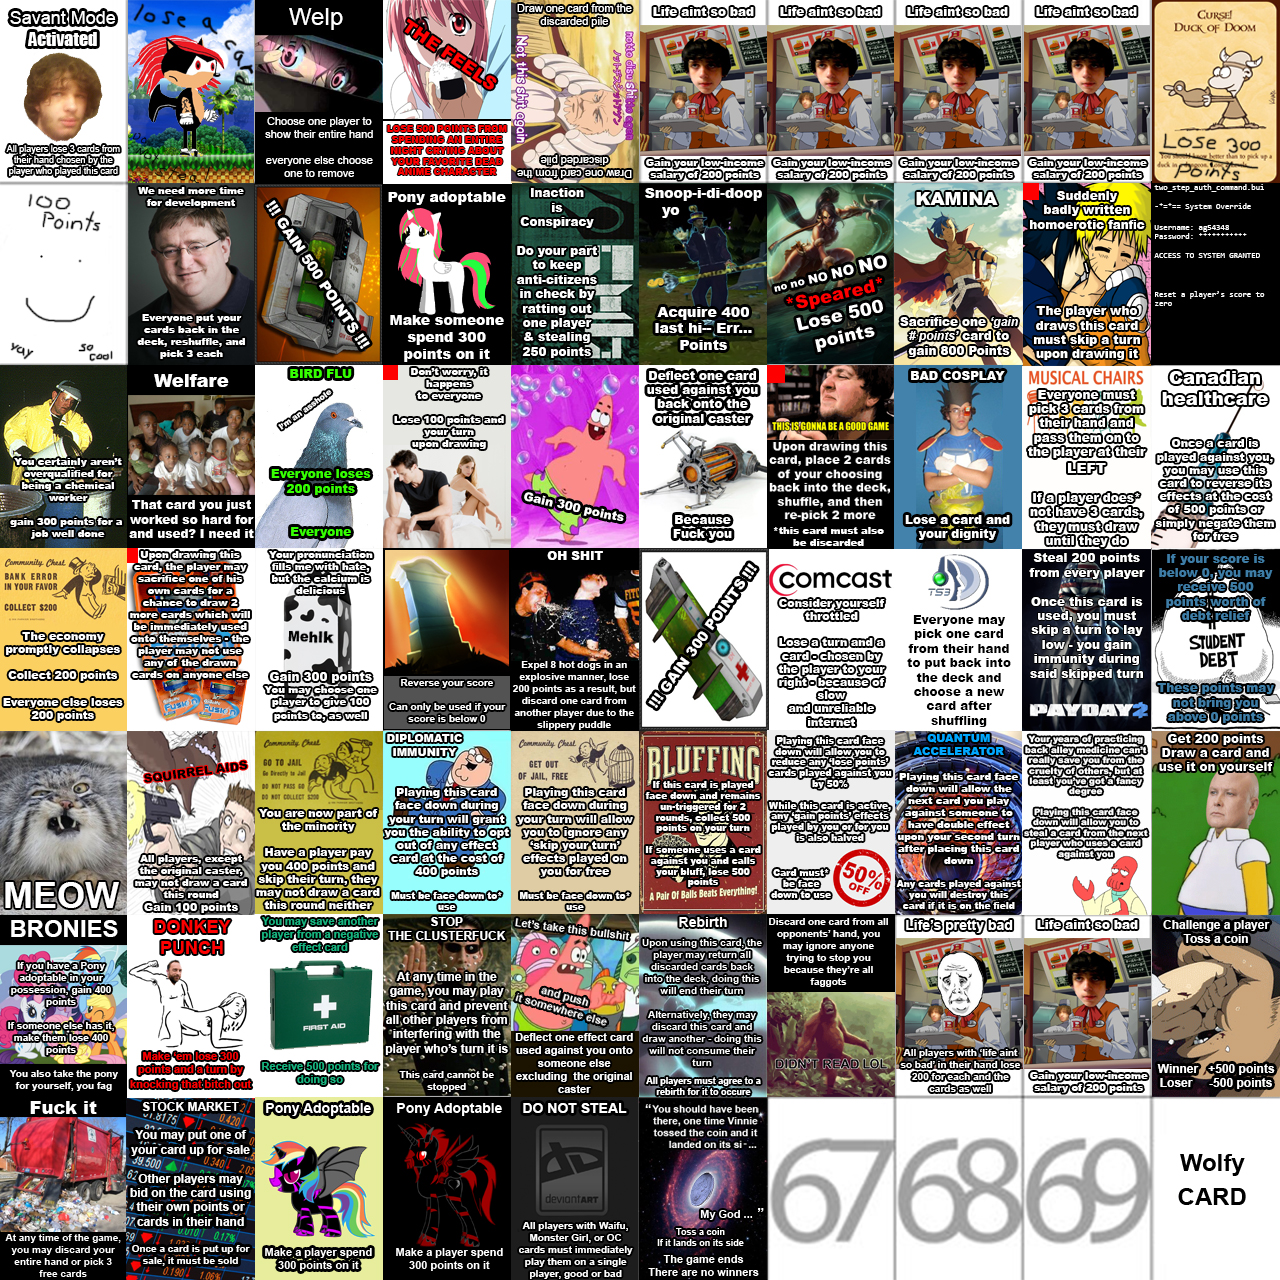 Savant Mode
Activated
All players lose 3 cards from
their hand chosen by the
player who played this card
lose a
card
Welp
Choose one player to
show their entire hand
everyone else choose
one to remove
THE FEELS
LOSE 800 POINTS FROM
SPENDING AN ENTIRE
NIGHT CRYING ABOUT
YOUR FAVORITE DEAD
ANIME CHARACTER
Draw one card from the
discarded pile
Not this shit again
Draw one card from the
discarded pile
Life aint so bad
Gain your low-income
salary of 200 points
Life aint so bad
Gain your low-income
salary of 200 points
Life aint so bad
Gain your low-income
salary of 200 points
Life aint so bad
Gain your low-income
salary of 200 points
CURSE!
DUCK OF DOOM
Lose 300
Points
100
Points
yay
so
cool
We need more time
for development
Everyone put your
cards back in the
deck, reshuffle, and
pick 3 each
!!! GAIN 500 POINTS !!!
Pony adoptable
Make someone
spend 300
points on it
Inaction
is
Conspiracy
Do your part
to keep
anti-citizens
in check by
ratting out
one player
& stealing
250 points
Snoop-i-di-doop
yo
Acquire 400
last hi– Err...
Points
no no NO NO NO
*Speared*
Lose 500
points
KAMINA
Sacrifice one 'gain
# points' card to
gain 800 Points
Suddenly
badly written
homoerotic fanfic
The player who
draws this card
must skip a turn
upon drawing it
two_step_auth_command.bui
-*=*== System Override
Username: ag54348
Password: ***********
ACCESS TO SYSTEM GRANTED
Reset a player's score to
zero
You certainly aren't
overqualified for
being a chemical
worker
gain 300 points for a
job well done
Welfare
That card you just
worked so hard for
and used? I need it
BIRD FLU
I'm an asshole
Everyone loses
200 points
Everyone
Don't worry, it
happens
to everyone
Lose 100 points and
your turn
upon drawing
Gain 300 points
Deflect one card
used against you
back onto the
original caster
Because
Fuck you
THIS IS GONNA BE A GOOD GAME
Upon drawing this
card, place 2 cards
of your choosing
back into the deck,
shuffle, and then
re-pick 2 more
*this card must also
be discarded
BAD COSPLAY
Lose a card and
your dignity
MUSICAL CHAIRS
Everyone must
pick 3 cards from
their hand and
pass them on to
the player at their
LEFT
If a player does*
not have 3 cards,
they must draw
until they do
Canadian
healthcare
Once a card is
played against you,
you may use this
card to reverse its
effects at the cost
of 500 points or
simply negate them
for free
Community Chest
BANK ERROR
IN YOUR FAVOR
COLLECT $200
The economy
promptly collapses
Collect 200 points
Everyone else loses
200 points
Upon drawing this
card, the player may
sacrifice one of his
own cards for a
chance to draw 2
more cards which will
be immediately used
onto themselves - the
player may not use
any of the drawn
cards on anyone else
Your pronunciation
fills me with hate,
but the calcium is
delicious
Mehlk
Gain 300 points
You may choose one
player to give 100
points to, as well
Reverse your score
Can only be used if your
score is below 0
OH SHIT
Expel 8 hot dogs in an
explosive manner, lose
200 points as a result, but
discard one card from
another player due to the
slippery puddle
!!! GAIN 300 POINTS !!!
comcast
Consider yourself
throttled
Lose a turn and a
card - chosen by
the player to your
right - because of
slow
and unreliable
internet
TS3
Everyone may
pick one card
from their hand
to put back into
the deck and
choose a new
card after
shuffling
Steal 200 points
from every player
Once this card is
used, you must
skip a turn to lay
low - you gain
immunity during
said skipped turn
PAYDAY 2
If your score is
below 0, you may
receive 500
points worth of
debt relief
STUDENT
DEBT
These points may
not bring you
above 0 points
MEOW
SQUIRREL AIDS
All players, except
the original caster,
may not draw a card
this round
Gain 100 points
Community Chest
GO TO JAIL
Go Directly to Jail
DO NOT PASS GO
DO NOT COLLECT $200
You are now part of
the minority
Have a player pay
you 400 points and
skip their turn, they
may not draw a card
this round neither
DIPLOMATIC
IMMUNITY
Playing this card
face down during
your turn will grant
you the ability to opt
out of any effect
card at the cost of
400 points
Must be face down to*
use
Community Chest
GET OUT
OF JAIL, FREE
Playing this card
face down during
your turn will allow
you to ignore any
'skip your turn'
effects played on
you for free
Must be face down to*
use
BLUFFING
If this card is played
face down and remains
un-triggered for 2
rounds, collect 500
points on your turn
If someone uses a card
against you and calls
your bluff, lose 500
points
A Pair Of Balls Beats Everything!
Playing this card face
down will allow you to
reduce any 'lose points'
cards played against you
by 50%
While this card is active,
any 'gain points' effects
played by you or for you
is also halved
Card must*
be face
down to use
50%
OFF
QUANTUM
ACCELERATOR
Playing this card face
down will allow the
next card you play
against someone to
have double effect
upon your second turn
after placing this card
down
Any cards played against
you will destroy this
card if it is on the field
Your years of practicing
back alley medicine can't
really save you from the
cruelty of others, but at
least you've got a fancy
degree
Playing this card face
down will allow you to
steal a card from the next
player who uses a card
against you
Get 200 points
Draw a card and
use it on yourself
BRONIES
If you have a Pony
adoptable in your
possession, gain 400
points
If someone else has it,
make them lose 400
points
You also take the pony
for yourself, you fag
DONKEY
PUNCH
Make 'em lose 300
points and a turn by
knocking that bitch out
You may save another
player from a negative
effect card
FIRST AID
Receive 500 points for
doing so
STOP
THE CLUSTERFUCK
At any time in the
game, you may play
this card and prevent
all other players from
interfering with the
player who's turn it is
This card cannot be
stopped
Let's take this bullshit
and push
it somewhere else
Deflect one effect card
used against you onto
someone else
excluding the original
caster
Rebirth
Upon using this card, the
player may return all
discarded cards back
into the deck, doing this
will end their turn
Alternatively, they may
discard this card and
draw another - doing this
will not consume their
turn
All players must agree to a
rebirth for it to occure
Discard one card from all
opponents' hand, you
may ignore anyone
trying to stop you
because they're all
faggots
DIDN'T READ LOL
Life's pretty bad
All players with 'life aint
so bad' in their hand lose
200 for each and the
cards as well
Life aint so bad
Gain your low-income
salary of 200 points
Challenge a player
Toss a coin
Winner +500 points
Loser -500 points
Fuck it
At any time of the game,
you may discard your
entire hand or pick 3
free cards
STOCK MARKET
You may put one of
your card up for sale
Other players may
bid on the card using
their own points or
cards in their hand
Once a card is put up for
sale, it must be sold
Pony Adoptable
Make a player spend
300 points on it
Pony Adoptable
Make a player spend
300 points on it
DO NOT STEAL
deviantART
All players with Waifu,
Monster Girl, or OC
cards must immediately
play them on a single
player, good or bad
"You should have been
there, one time Vinnie
tossed the coin and it
landed on its si-...
My God ... "
Toss a coin
If it lands on its side
The game ends
There are no winners
67
68
69
Wolfy
CARD